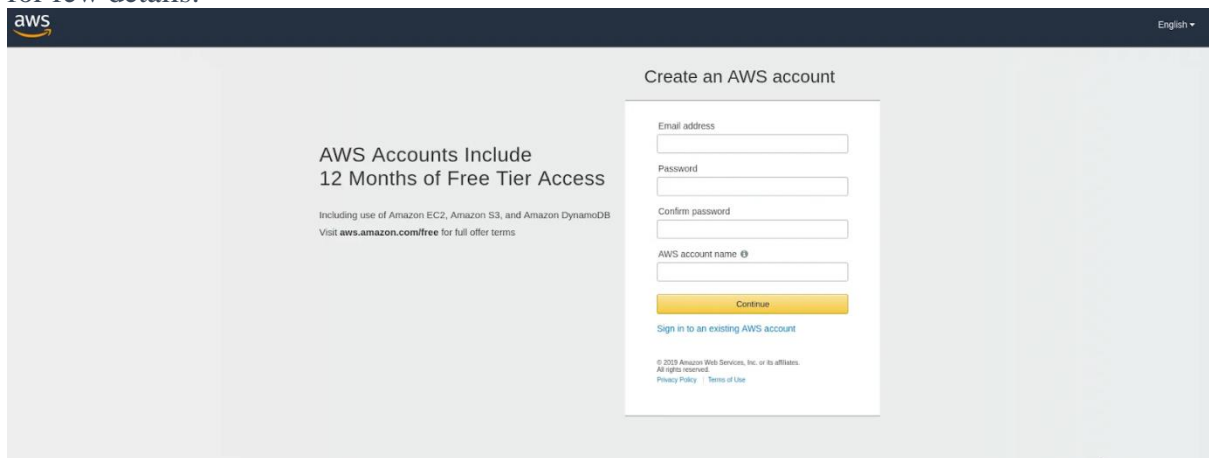 for few details.
aws
English
Create an AWS account
AWS Accounts Include
12 Months of Free Tier Access
Including use of Amazon EC2, Amazon S3, and Amazon DynamoDB
Visit aws.amazon.com/free for full offer terms
Email address
Password
Confirm password
AWS account name
Continue
Sign in to an existing AWS account
© 2019 Amazon Web Services, Inc. or its affiliates.
All rights reserved.
Privacy Policy | Terms of Use